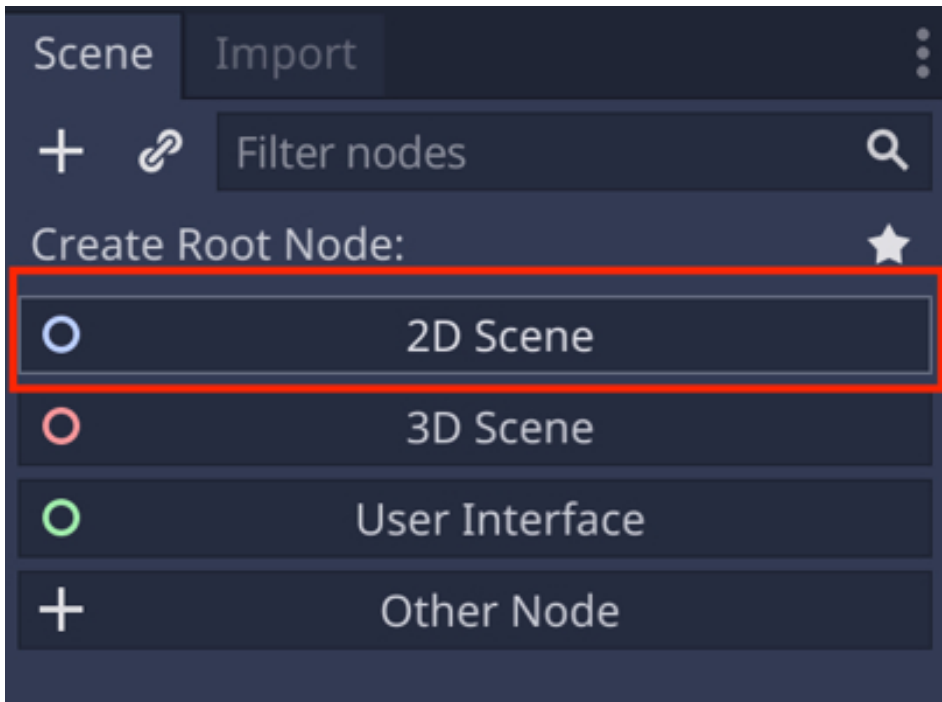 Scene Import
Filter nodes
Create Root Node:
2D Scene
3D Scene
User Interface
Other Node